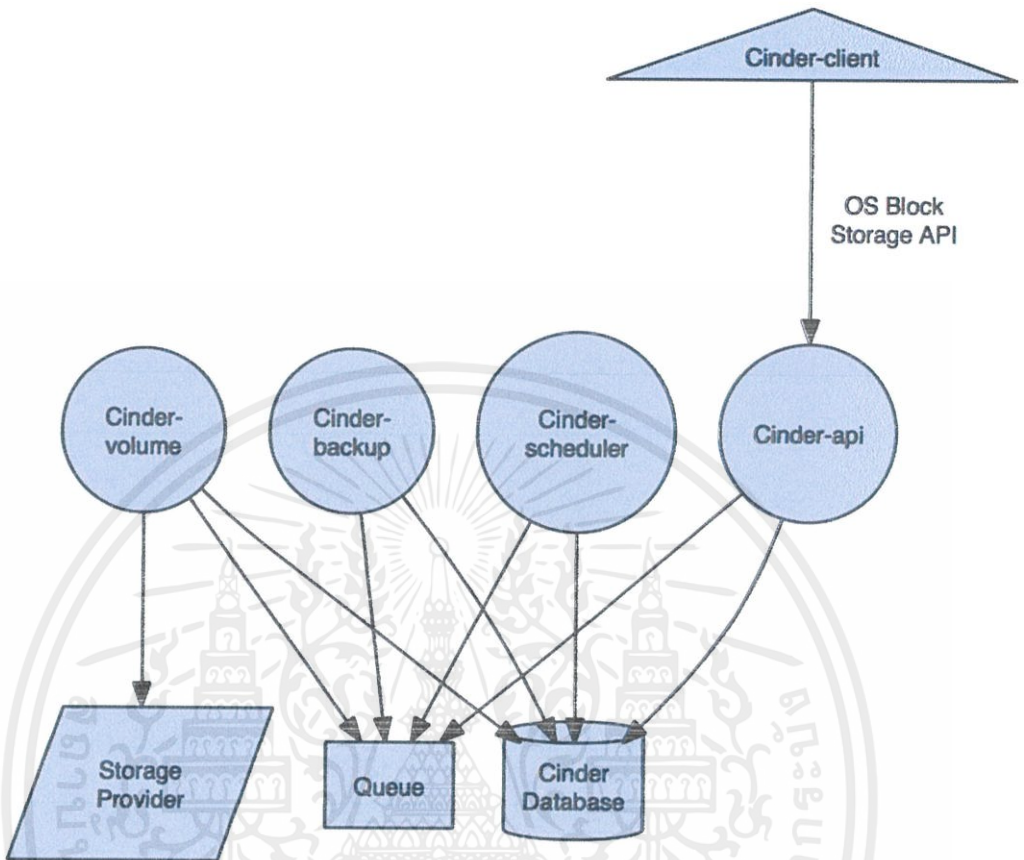 Cinder-client
OS Block
Storage API
Cinder-
volume
Cinder-
backup
Cinder-
scheduler
Cinder-api
Storage
Provider
Queue
Cinder
Database